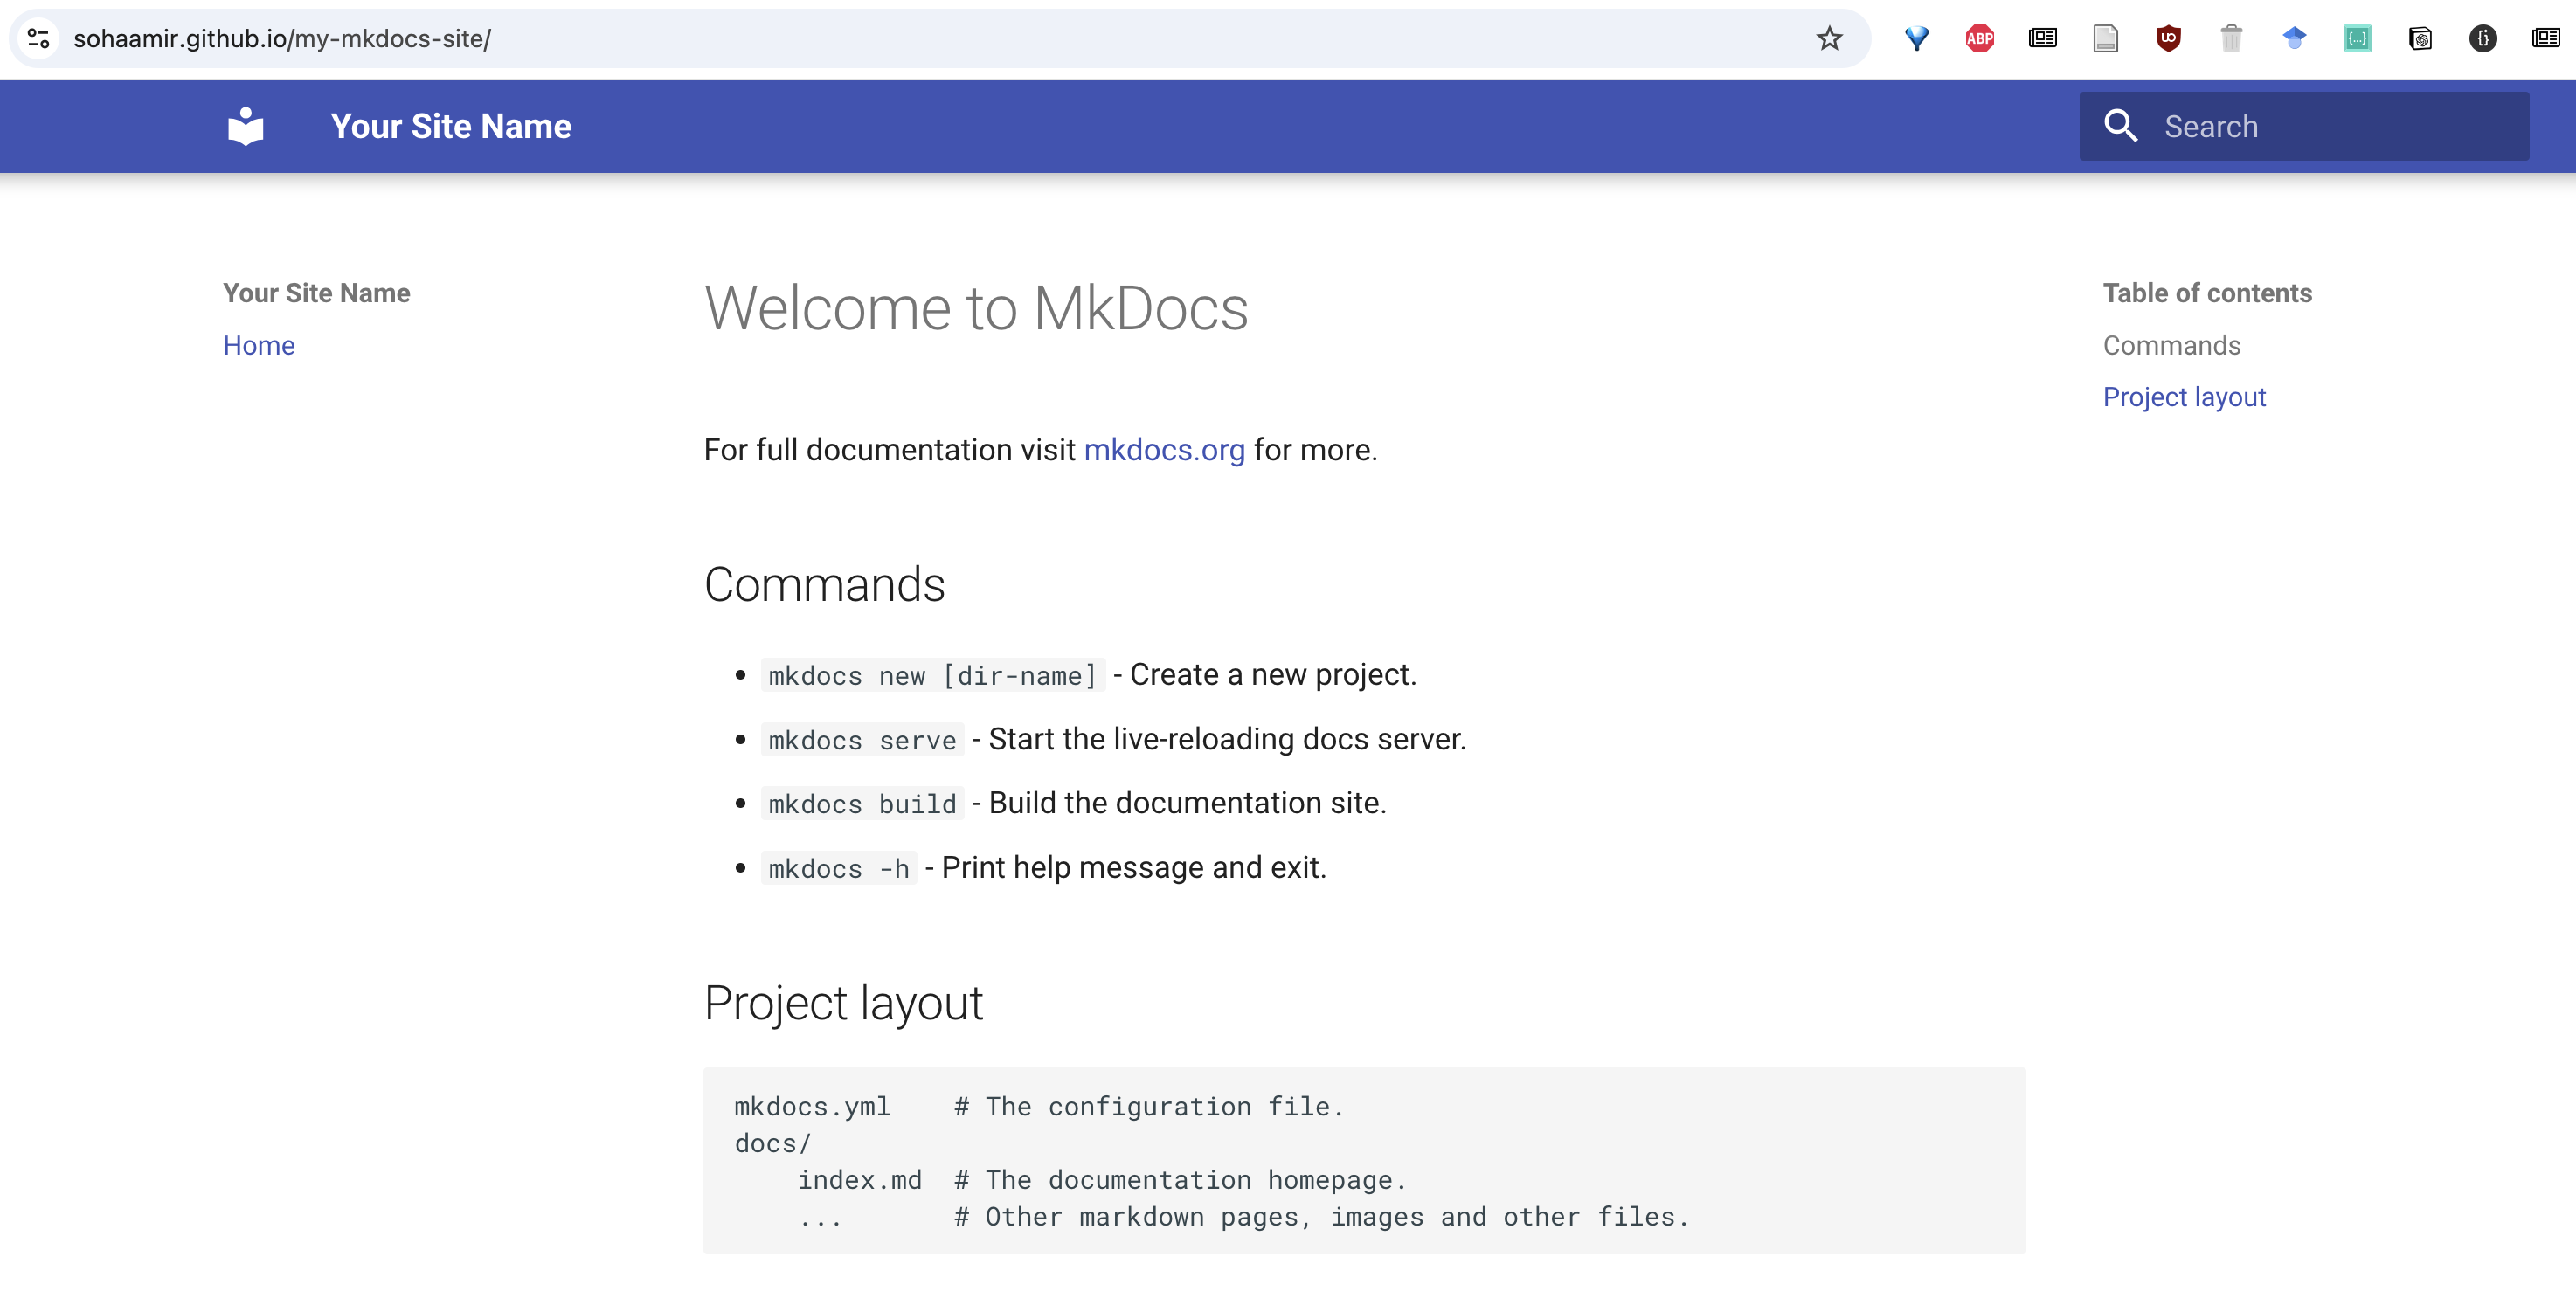 sohaamir.github.io/my-mkdocs-site/
ABP
Your Site Name
Search
Your Site Name
Home
Welcome to MkDocs
For full documentation visit mkdocs.org for more.
Commands
mkdocs new [dir-name] - Create a new project.
mkdocs serve - Start the live-reloading docs server.
mkdocs build - Build the documentation site.
mkdocs -h - Print help message and exit.
Project layout
mkdocs.yml    # The configuration file.
docs/
    index.md  # The documentation homepage.
    ...       # Other markdown pages, images and other files.
Table of contents
Commands
Project layout